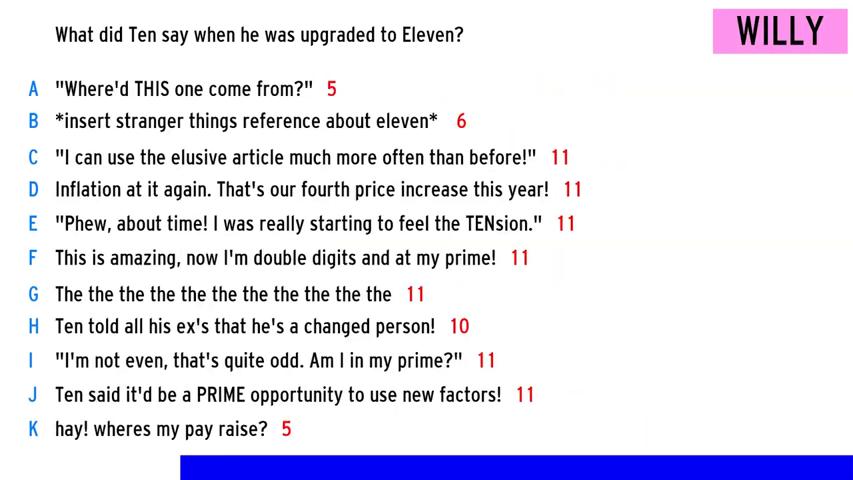 What did Ten say when he was upgraded to Eleven?
WILLY
A "Where'd THIS one come from?" 5
B *insert stranger things reference about eleven* 6
C "I can use the elusive article much more often than before!" 11
D Inflation at it again. That's our fourth price increase this year! 11
E "Phew, about time! I was really starting to feel the TENsion." 11
F This is amazing, now I'm double digits and at my prime! 11
G The the the the the the the the the the the 11
H Ten told all his ex's that he's a changed person! 10
I "I'm not even, that's quite odd. Am I in my prime?" 11
J Ten said it'd be a PRIME opportunity to use new factors! 11
K hay! wheres my pay raise? 5